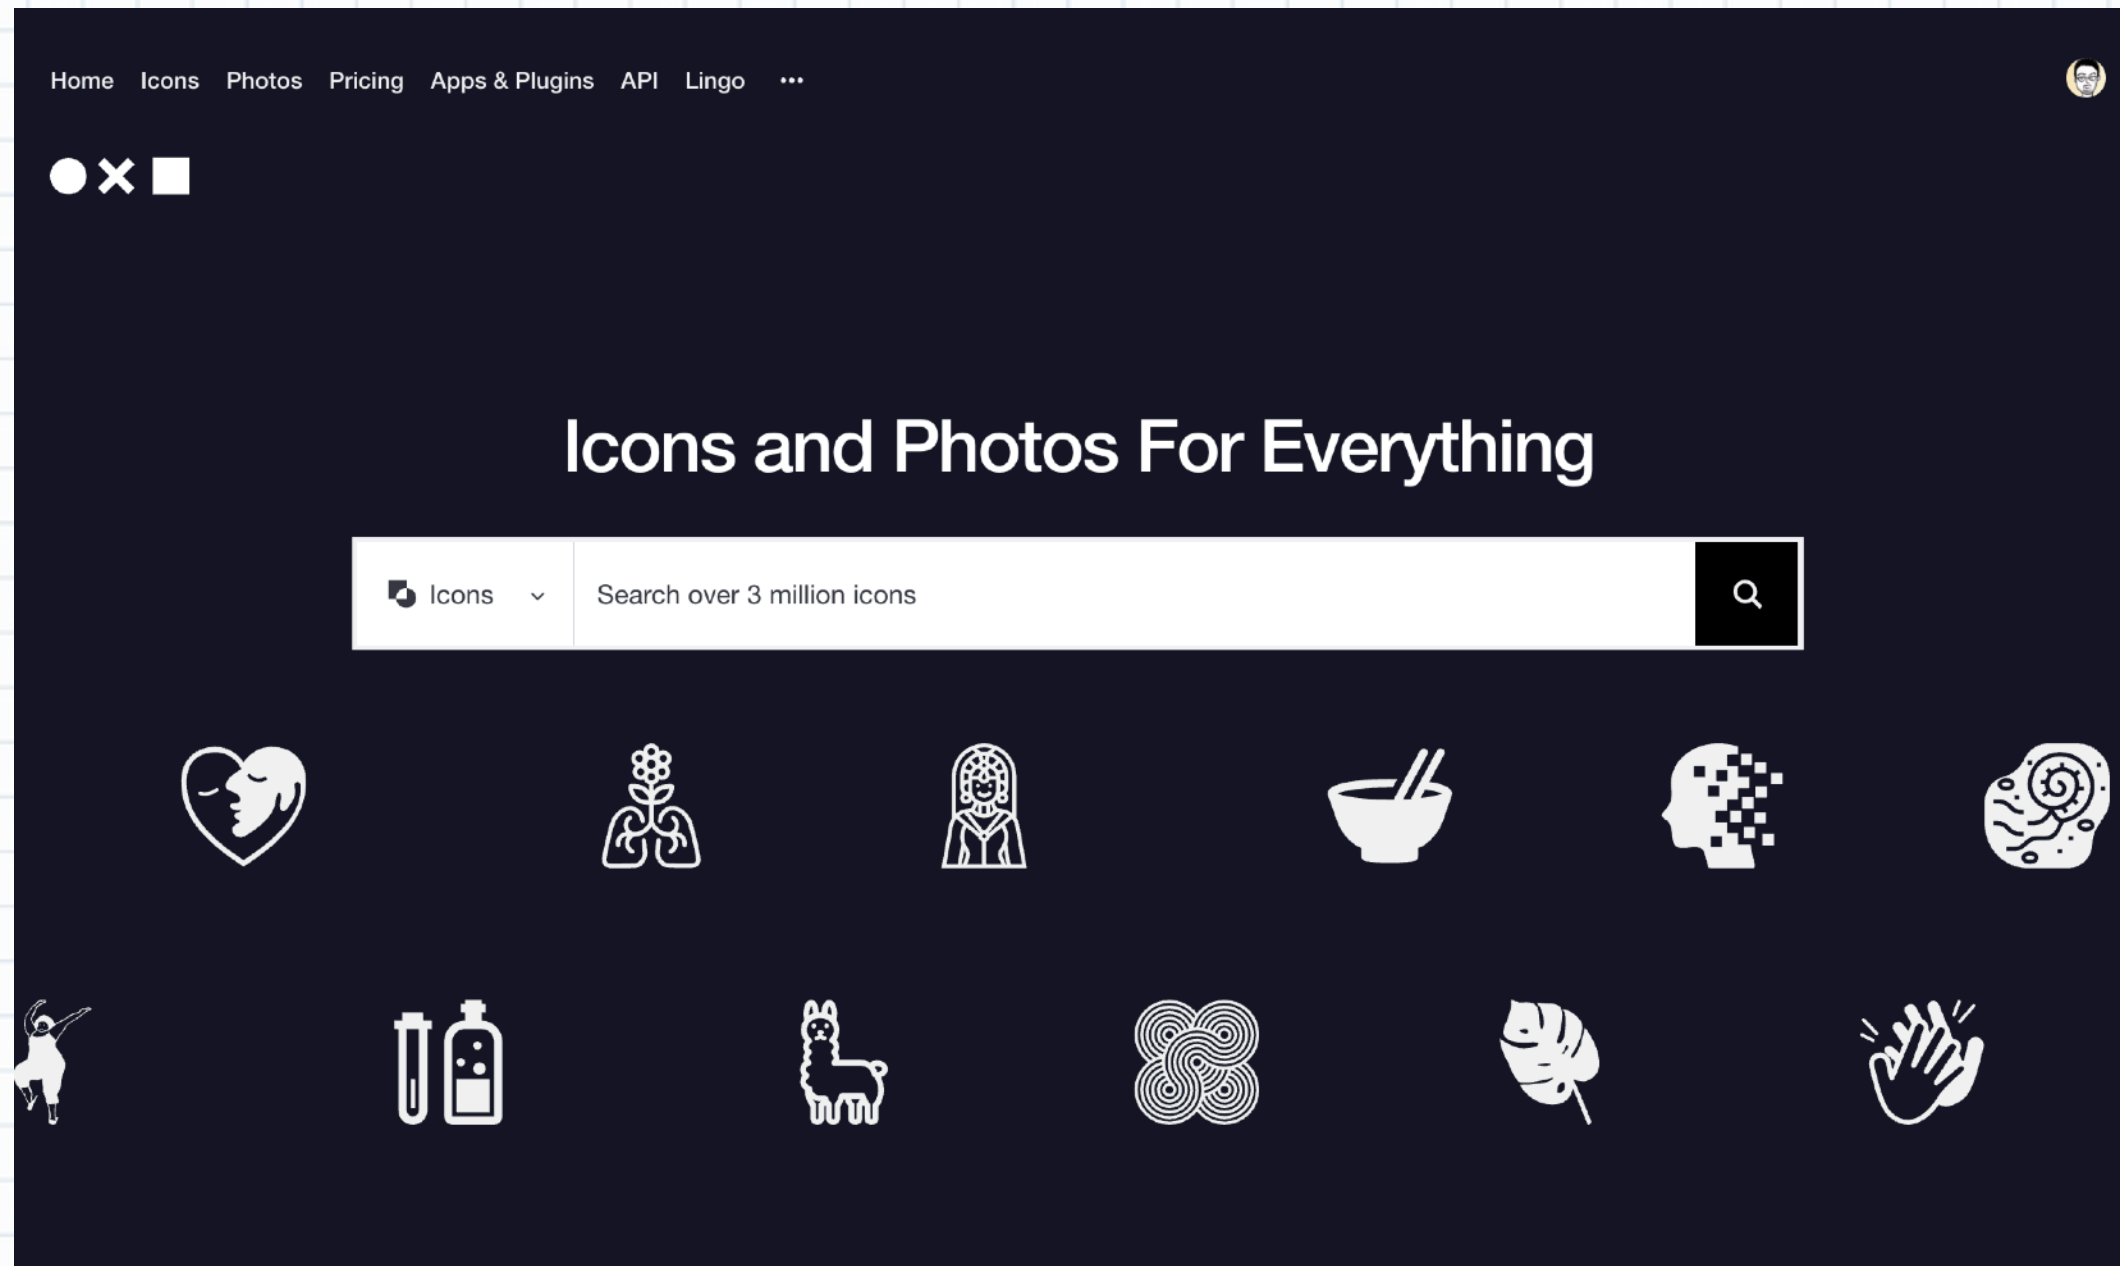 Home Icons Photos Pricing Apps & Plugins API Lingo •••
Icons and Photos For Everything
Icons Search over 3 million icons